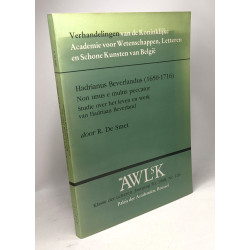 Verhandelingen van de Koninklijke
Academie voor Wetenschappen, Letteren
en Schone Kunsten van België
Hadrianus Beverlandus (1650-1716)
Non unus e multis peccator
Studie over het leven en werk
van Hadriaan Beverland
door R. De Smet
AWLSK
Paleis der Academiën, Brussel